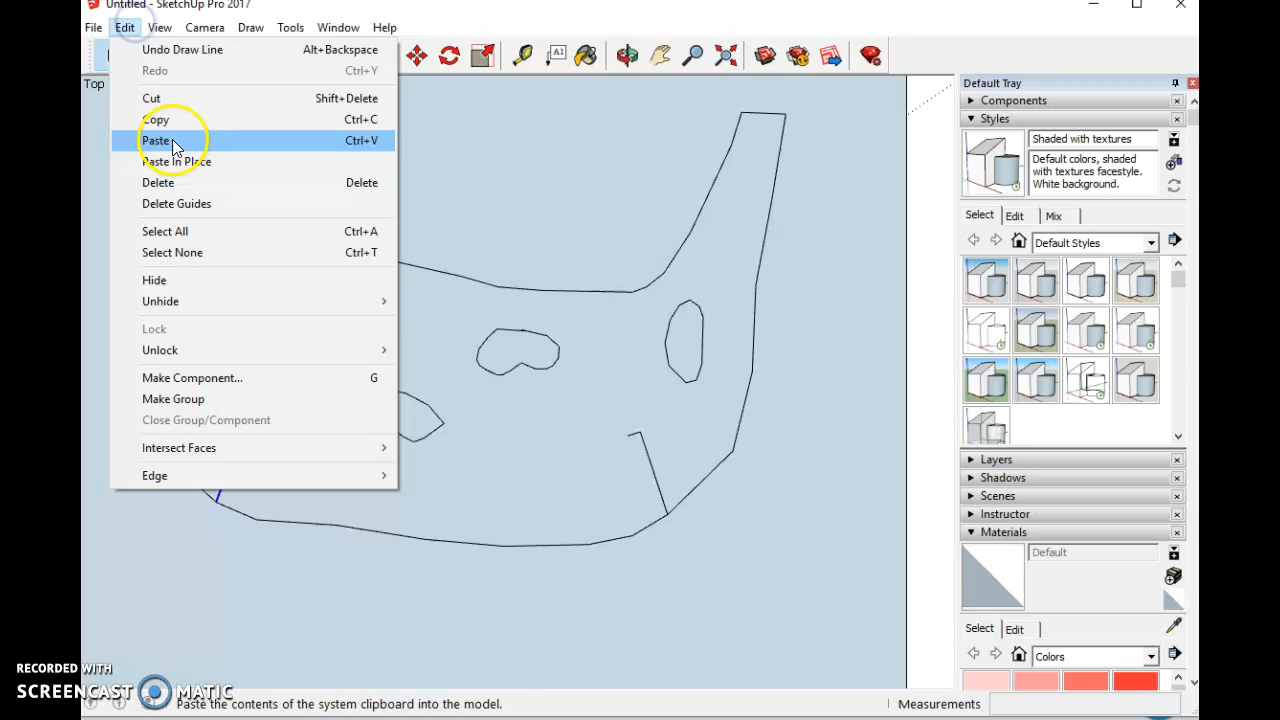 Untitled - SketchUp Pro 2017
File Edit View Camera Draw Tools Window Help
A1
Top
Undo Draw Line Alt+Backspace
Redo Ctrl+Y
Cut Shift+Delete
Copy Ctrl+C
Paste Ctrl+V
Paste In Place
Delete Delete
Delete Guides
Select All Ctrl+A
Select None Ctrl+T
Hide
Unhide
Lock
Unlock
Make Component... G
Make Group
Close Group/Component
Intersect Faces
Edge
Default Tray
Components
Styles
Shaded with textures
Default colors, shaded
with textures facestyle.
White background.
Select Edit Mix
Default Styles
Layers
Shadows
Scenes
Instructor
Materials
Default
Select Edit
Colors
RECORDED WITH
SCREENCAST MATIC
Paste the contents of the system clipboard into the model.
Measurements